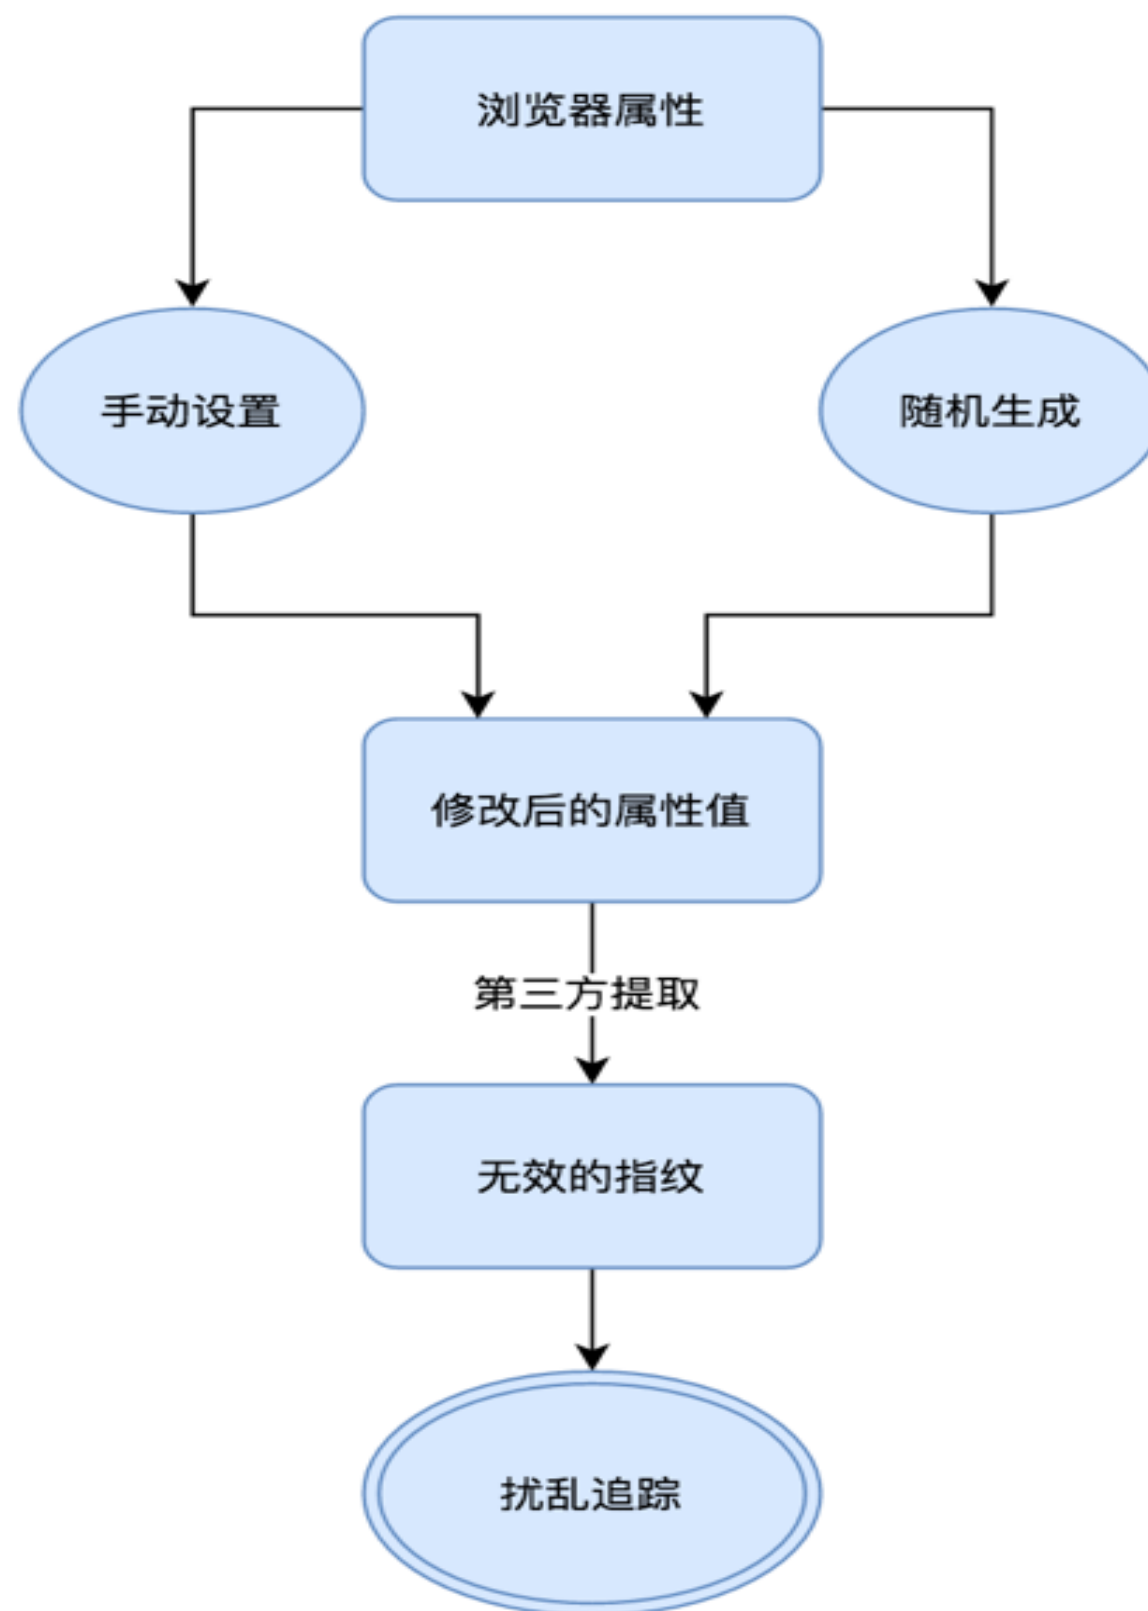 浏览器属性
手动设置
随机生成
修改后的属性值
第三方提取
无效的指纹
扰乱追踪